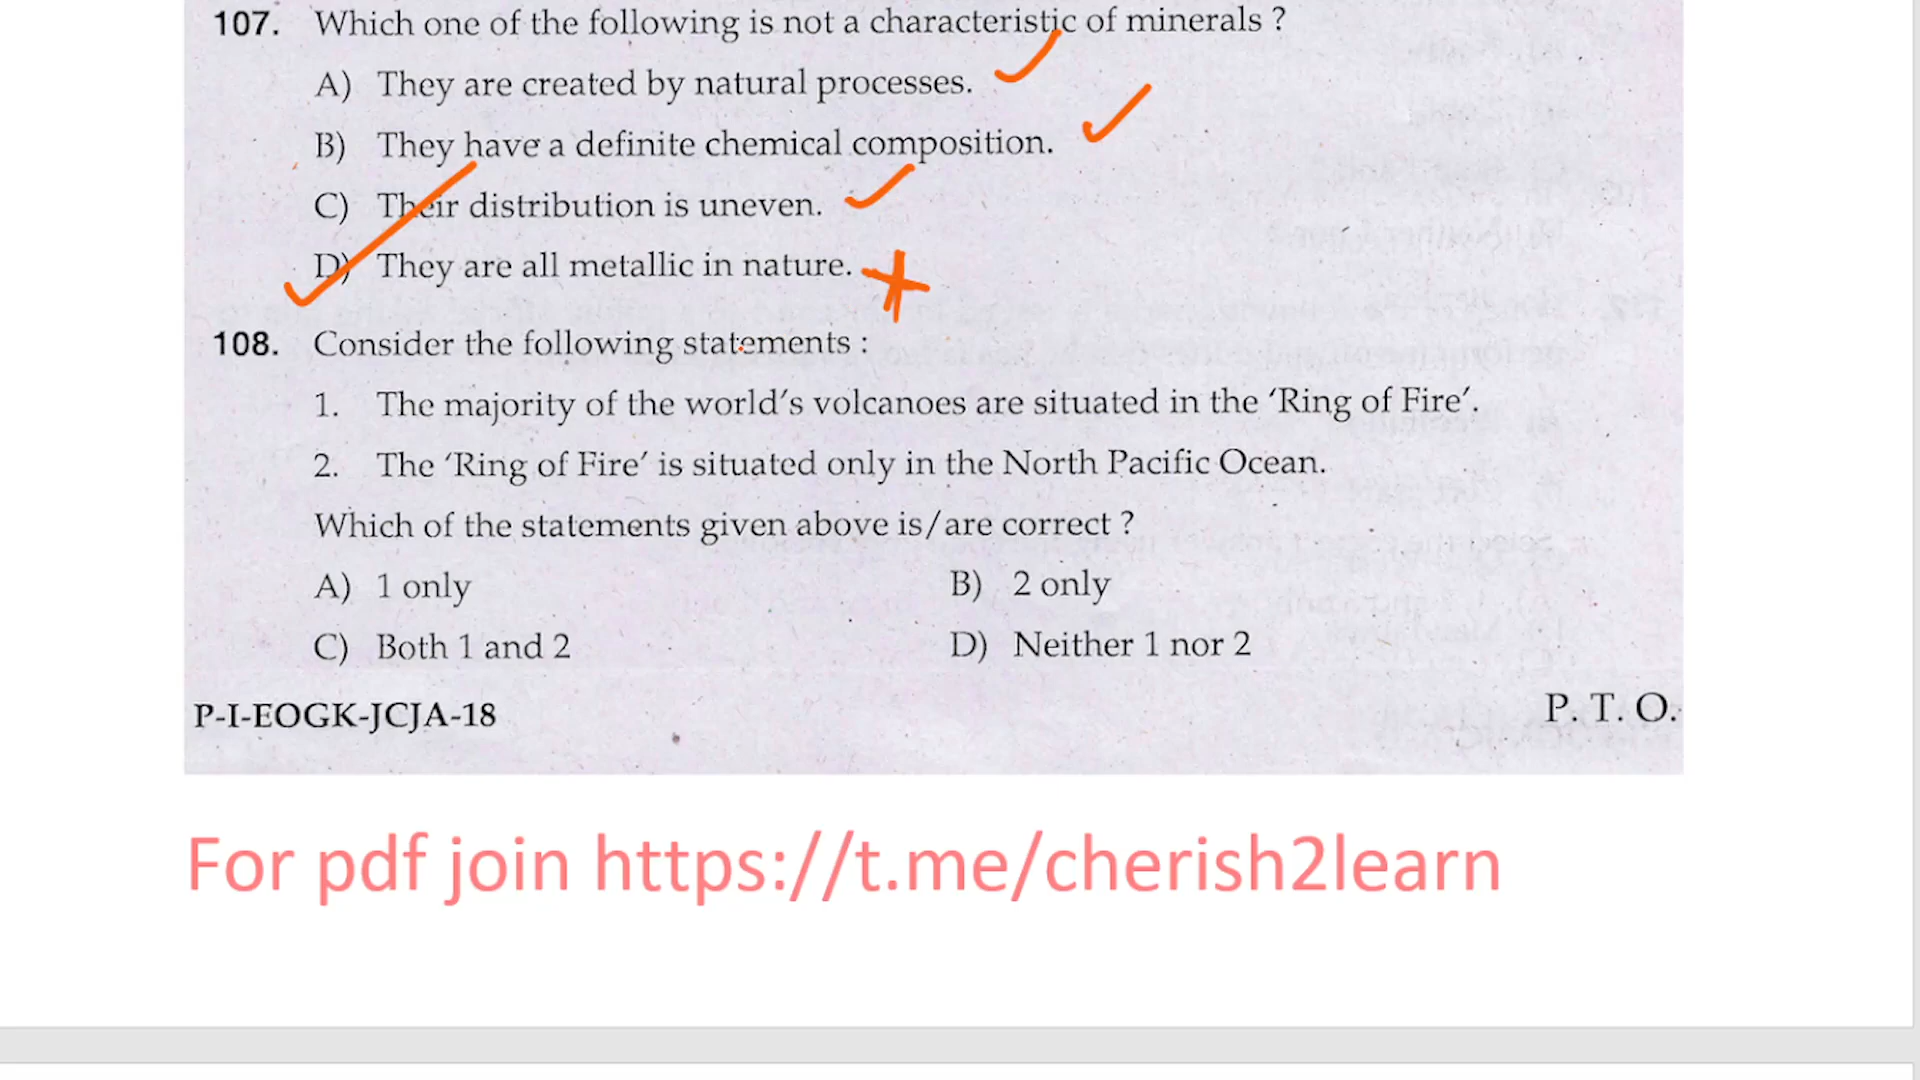 107. Which one of the following is not a characteristic of minerals ?
A) They are created by natural processes.
B) They have a definite chemical composition.
C) Their distribution is uneven.
D) They are all metallic in nature.
108. Consider the following statements :
1. The majority of the world's volcanoes are situated in the 'Ring of Fire'.
2. The 'Ring of Fire' is situated only in the North Pacific Ocean.
Which of the statements given above is/are correct ?
A) 1 only B) 2 only
C) Both 1 and 2 D) Neither 1 nor 2
P-I-EOGK-JCJA-18 P. T. O.
For pdf join https://t.me/cherish2learn